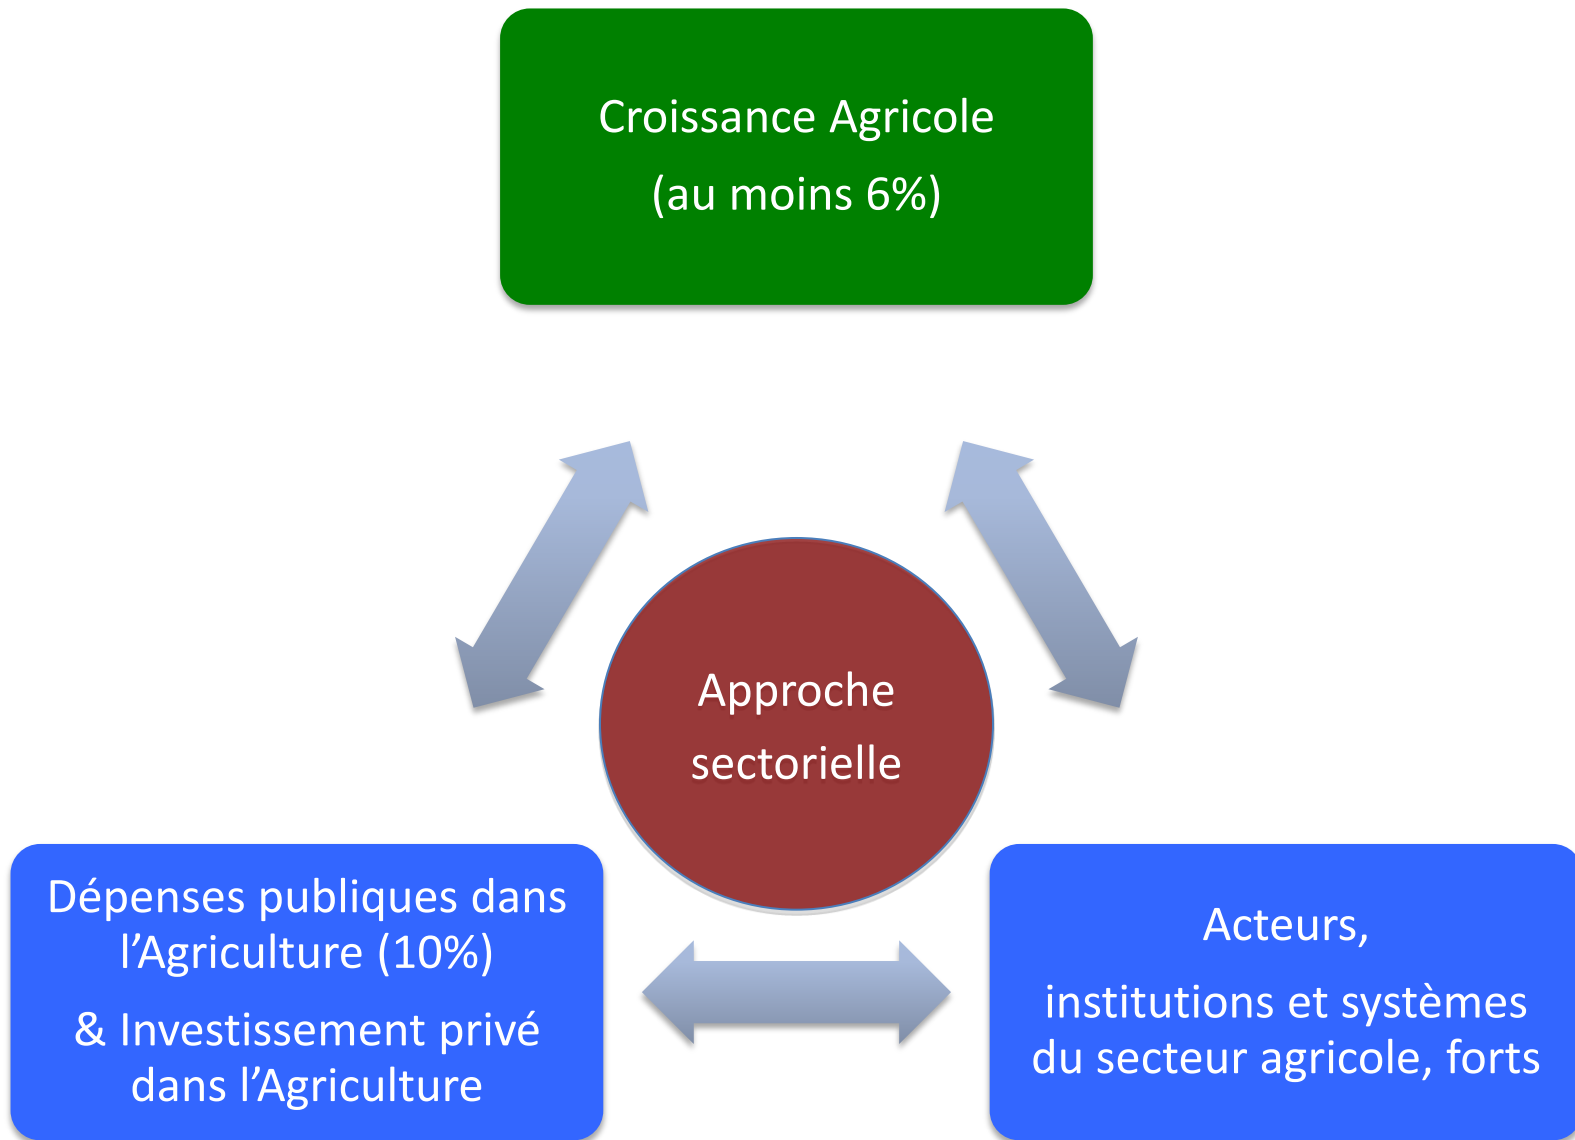 Croissance Agricole
(au moins 6%)
Approche
sectorielle
Dépenses publiques dans
l’Agriculture (10%)
& Investissement privé
dans l’Agriculture
Acteurs,
institutions et systèmes
du secteur agricole, forts